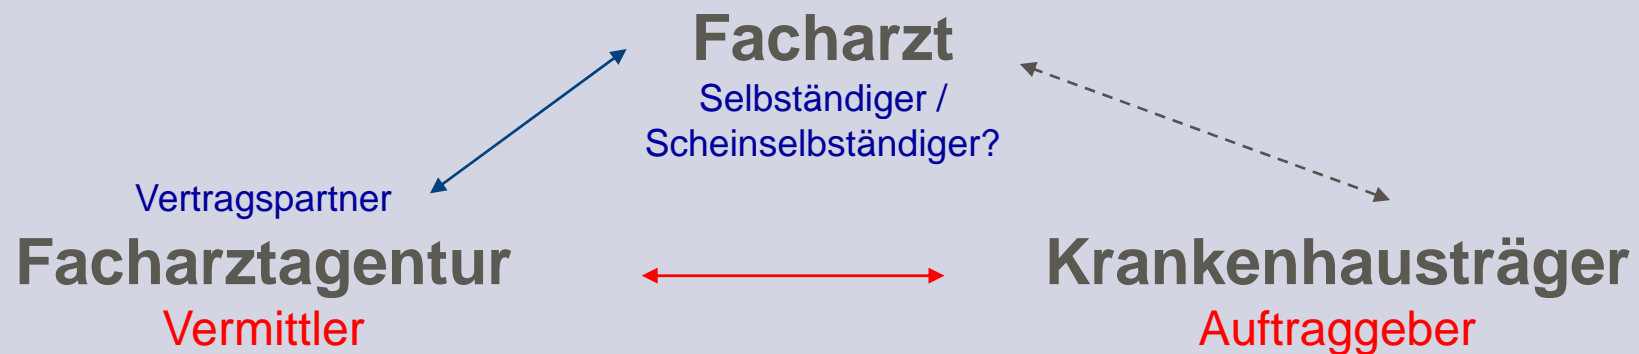 Facharzt
Selbständiger /
Scheinselbständiger?
Vertragspartner
Facharztagentur
Krankenhausträger
Vermittler
Auftraggeber